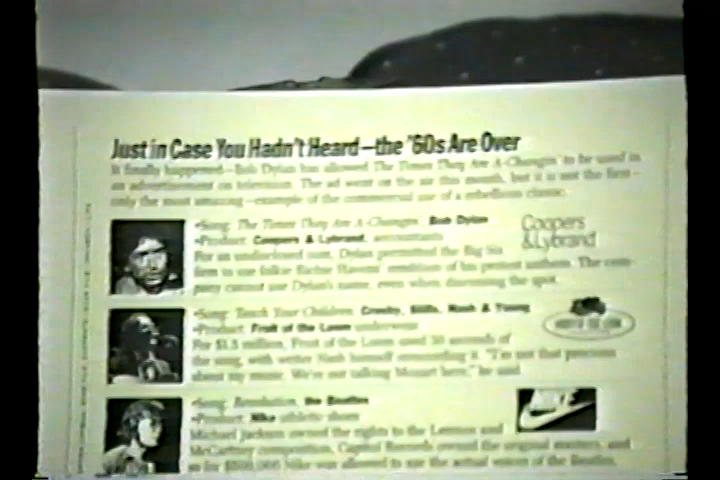 Just in Case You Hadn't Heard—the '60s Are Over
It finally happened—Bob Dylan has allowed The Times They Are A-Changin' to be used in
an advertisement on television. The ad went on the air this month, but it is not the first—
only the most amusing—example of the commercial use of a rebellious classic.
•Song: The Times They Are A-Changin', Bob Dylan
•Product: Coopers & Lybrand, accountants
Coopers
&Lybrand
For an undisclosed sum, Dylan permitted the Big Six
firm to use folkie Richie Havens' rendition of his protest anthem. The com-
pany cannot use Dylan's name, even when discussing the spot.
•Song: Teach Your Children, Crosby, Stills, Nash & Young
•Product: Fruit of the Loom underwear
For $1.5 million, Fruit of the Loom used 30 seconds of
the song, with writer Nash himself rerecording it. "I'm not that precious
about my music. We're not talking Mozart here," he said
•Song: Revolution, the Beatles
•Product: Nike athletic shoes
Michael Jackson owned the rights to the Lennon and
McCartney composition, Capitol Records owned the original masters, and
so for Nike was allowed to use the actual voices of the Beatles.